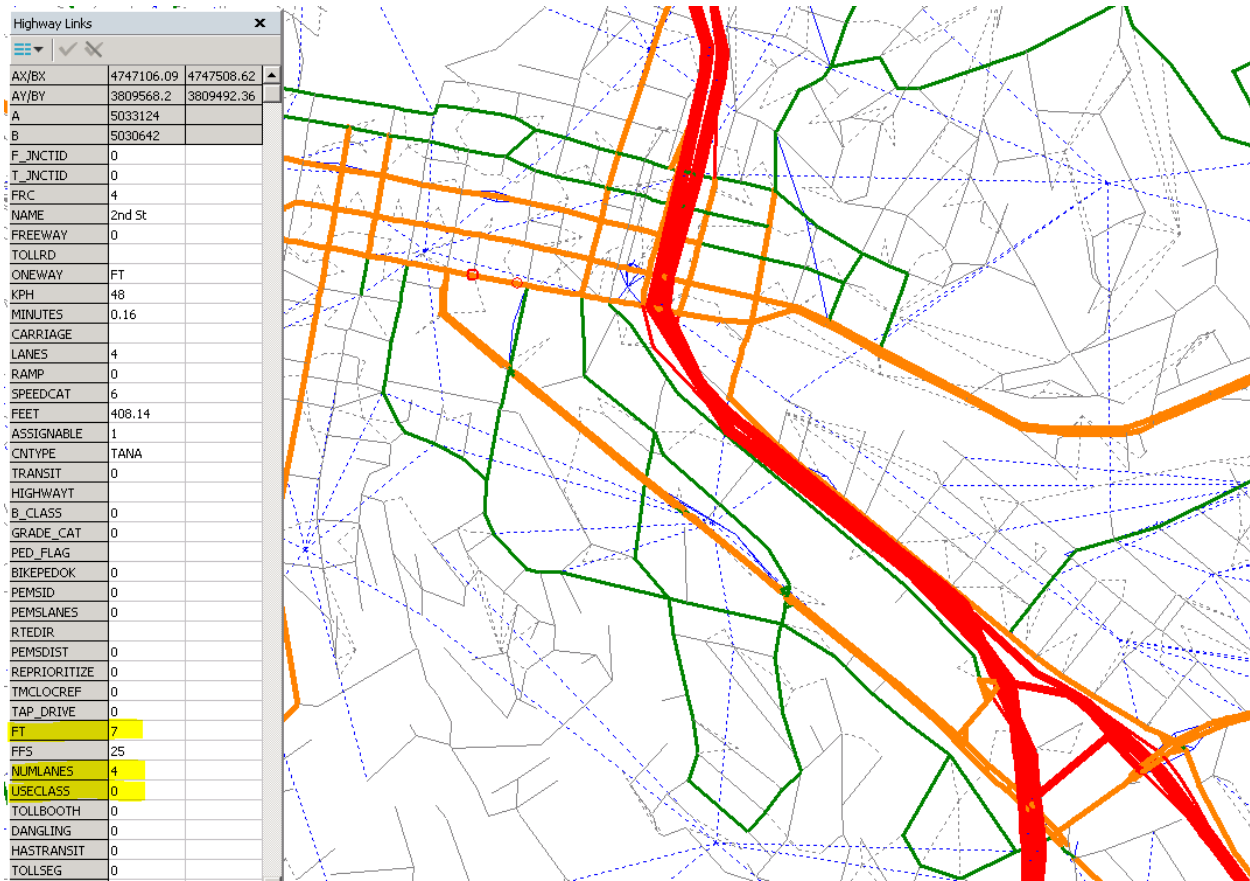 Highway Links
AX/BX 4747106.09 4747508.62
AY/BY 3809568.2 3809492.36
A 5033124
B 5030642
F_JNCTID 0
T_JNCTID 0
FRC 4
NAME 2nd St
FREEWAY 0
TOLLRD
ONEWAY FT
KPH 48
MINUTES 0.16
CARRIAGE
LANES 4
RAMP 0
SPEEDCAT 6
FEET 408.14
ASSIGNABLE 1
CNTYPE TANA
TRANSIT 0
HIGHWAYT
B_CLASS 0
GRADE_CAT 0
PED_FLAG
BIKEPEDOK 0
PEMSID 0
PEMSLANES 0
RTEDIR
PEMSDIST 0
REPRIORITIZE 0
TMCLOCREF 0
TAP_DRIVE 0
FT 7
FFS 25
NUMLANES 4
USECLASS 0
TOLLBOOTH 0
DANGLING 0
HASTRANSIT 0
TOLLSEG 0